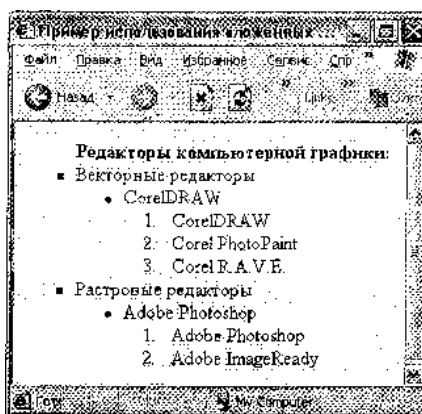 Пример использования вложенных ...
Файл Правка Вид Избранное Сервис Спр »
Назад
Редакторы компьютерной графики:
Векторные редакторы
CorelDRAW
1. CorelDRAW
2. Corel PhotoPaint
3. Corel R.A.V.E.
Растровые редакторы
Adobe Photoshop
1. Adobe Photoshop
2. Adobe ImageReady
My Computer